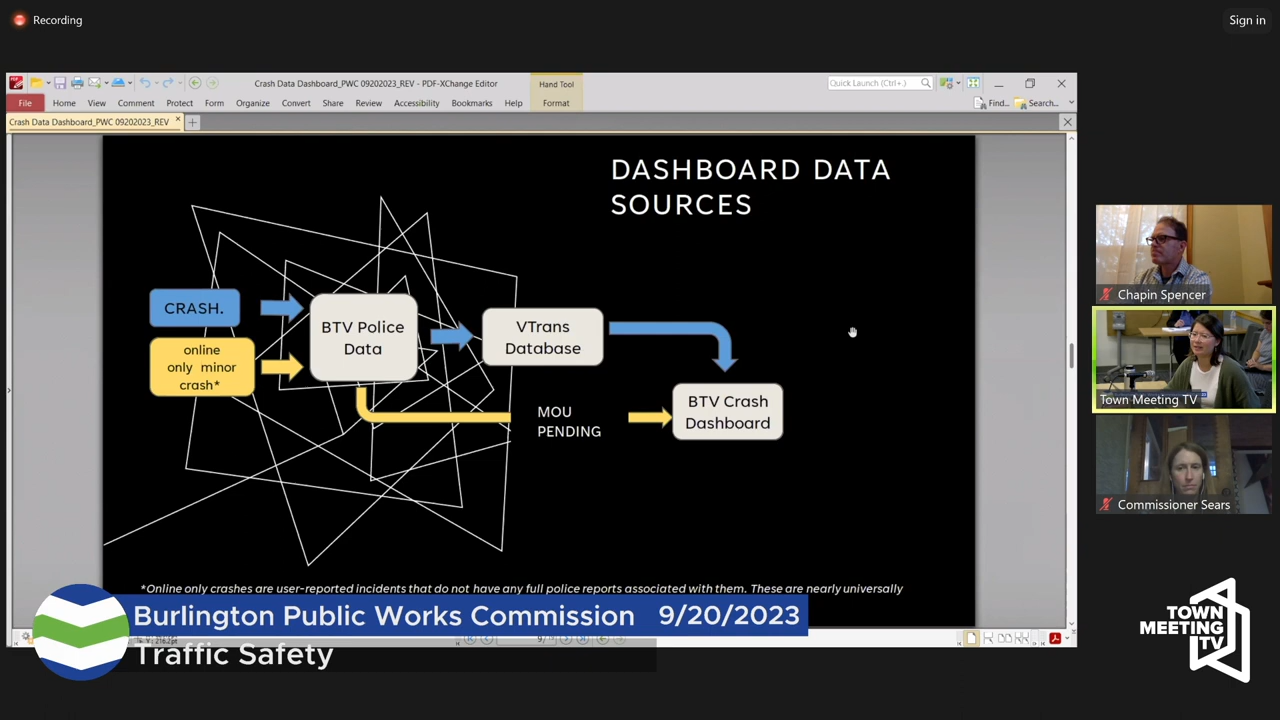 Recording
Sign in
Crash Data Dashboard_PWC 09202023_REV - PDF-XChange Editor
Hand Tool
Quick Launch (Ctrl+.)
File Home View Comment Protect Form Organize Convert Share Review Accessibility Bookmarks Help Format
Find... Search...
Crash Data Dashboard_PWC 09202023_REV
DASHBOARD DATA
SOURCES
CRASH.
online
only minor
crash*
BTV Police
Data
VTrans
Database
MOU
PENDING
BTV Crash
Dashboard
*Online only crashes are user-reported incidents that do not have any full police reports associated with them. These are nearly universally
Chapin Spencer
Town Meeting TV
Commissioner Sears
Burlington Public Works Commission 9/20/2023
Traffic Safety
TOWN
MEETING
TV